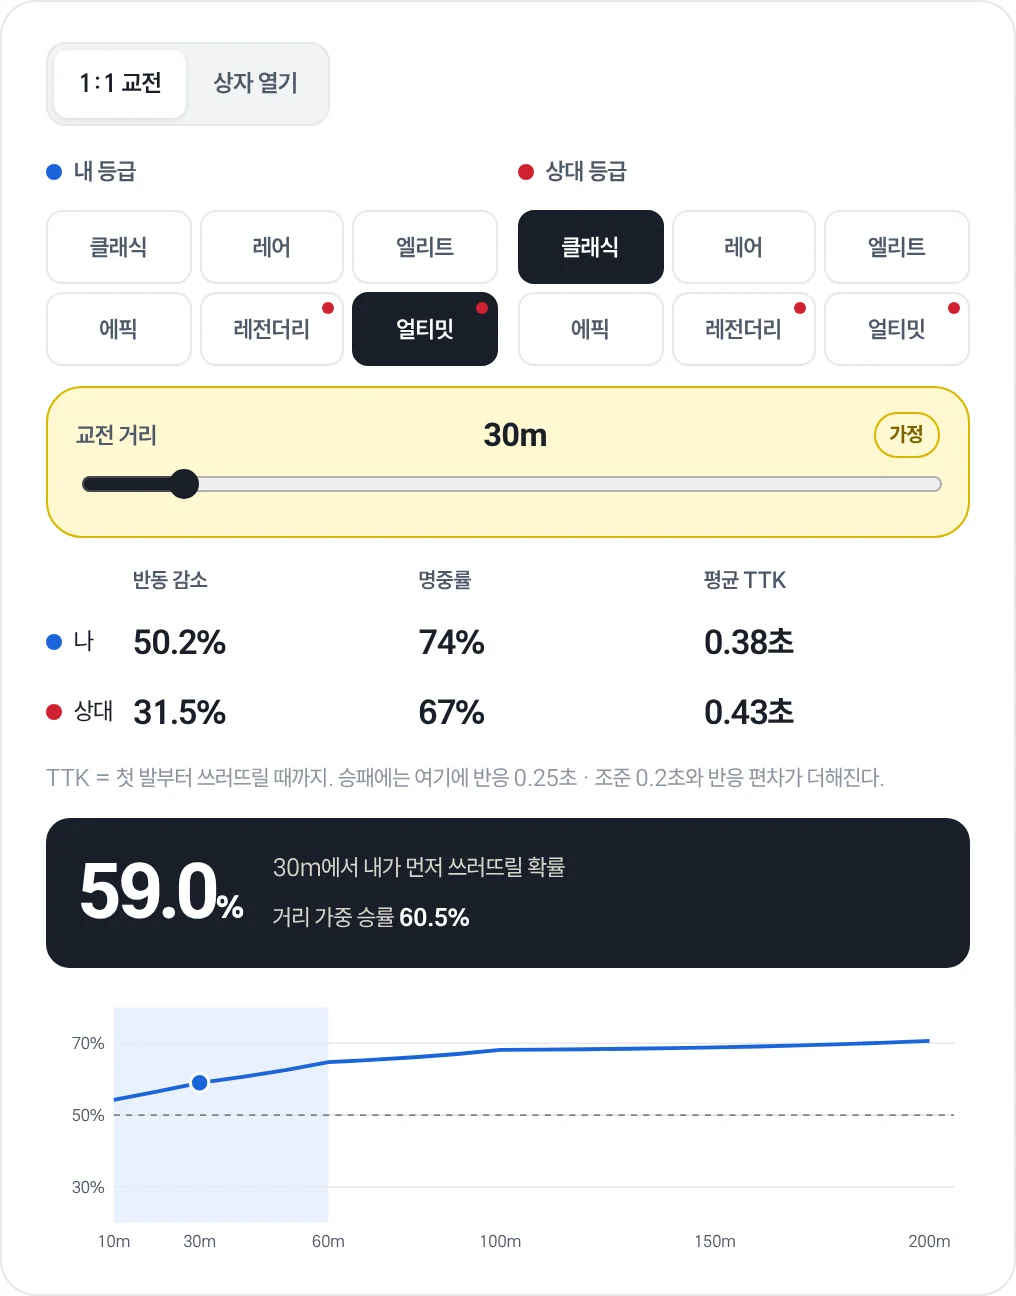 1:1 교전 상자 열기
내 등급 상대 등급
클래식 레어 엘리트 클래식 레어 엘리트
에픽 레전더리 얼티밋 에픽 레전더리 얼티밋
교전 거리 30m 가정
반동 감소 명중률 평균 TTK
나 50.2% 74% 0.38초
상대 31.5% 67% 0.43초
TTK = 첫 발부터 쓰러뜨릴 때까지. 승패에는 여기에 반응 0.25초 · 조준 0.2초와 반응 편차가 더해진다.
59.0%
30m에서 내가 먼저 쓰러뜨릴 확률
거리 가중 승률 60.5%
70%
50%
30%
10m 30m 60m 100m 150m 200m